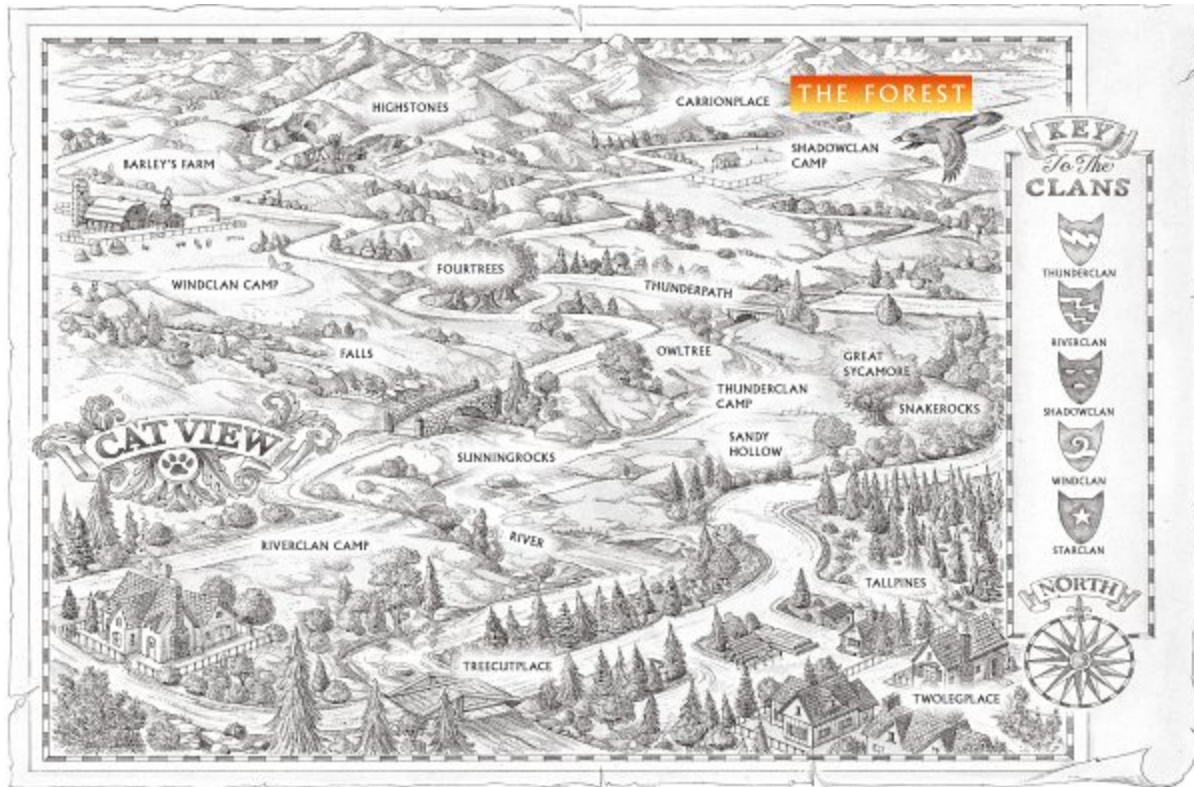 THE FOREST
HIGHSTONES
CARRIONPLACE
SHADOWCLAN
CAMP
BARLEY'S FARM
FOURTREES
WINDCLAN CAMP
THUNDERPATH
FALLS
OWLTREE
GREAT
SYCAMORE
THUNDERCLAN
CAMP
SNAKEROCKS
CAT VIEW
SANDY
HOLLOW
SUNNINGROCKS
RIVER
RIVERCLAN CAMP
TALLPINES
TREECUTPLACE
TWOLEGPLACE
KEY
To The
CLANS
THUNDERCLAN
RIVERCLAN
SHADOWCLAN
WINDCLAN
STARCLAN
NORTH